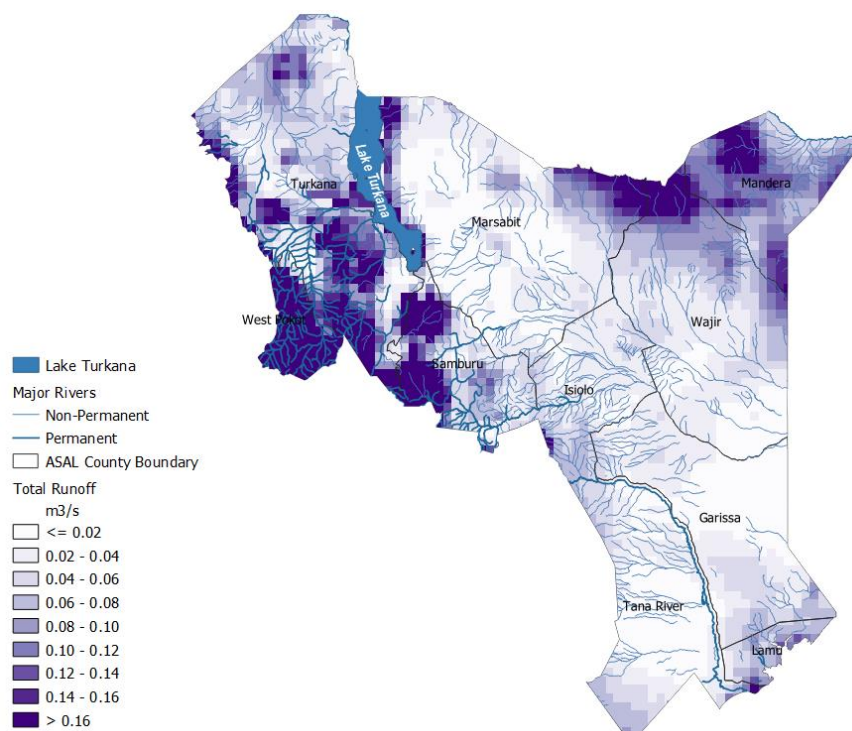 Lake Turkana
Turkana
Marsabit
Mandera
West Pokot
Samburu
Wajir
Isiolo
Garissa
Tana River
Lamu
Lake Turkana
Major Rivers
Non-Permanent
Permanent
ASAL County Boundary
Total Runoff
m3/s
<= 0.02
0.02 - 0.04
0.04 - 0.06
0.06 - 0.08
0.08 - 0.10
0.10 - 0.12
0.12 - 0.14
0.14 - 0.16
> 0.16